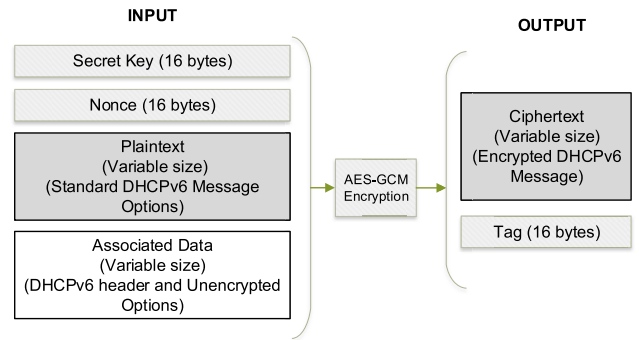 INPUT
Secret Key (16 bytes)
Nonce (16 bytes)
Plaintext
(Variable size)
(Standard DHCPv6 Message
Options)
Associated Data
(Variable size)
(DHCPv6 header and Unencrypted
Options)
AES-GCM
Encryption
OUTPUT
Ciphertext
(Variable size)
(Encrypted DHCPv6
Message)
Tag (16 bytes)